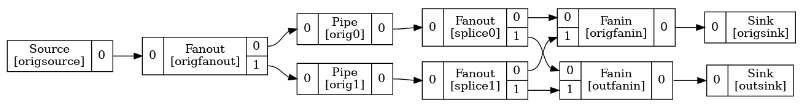 Source
[origsource]
0
0
Fanout
[origfanout]
0
1
0
Pipe
[orig0]
0
0
Pipe
[orig1]
0
0
Fanout
[splice0]
0
1
0
Fanout
[splice1]
0
1
0
1
Fanin
[origfanin]
0
0
1
Fanin
[outfanin]
0
0
Sink
[origsink]
0
Sink
[outsink]